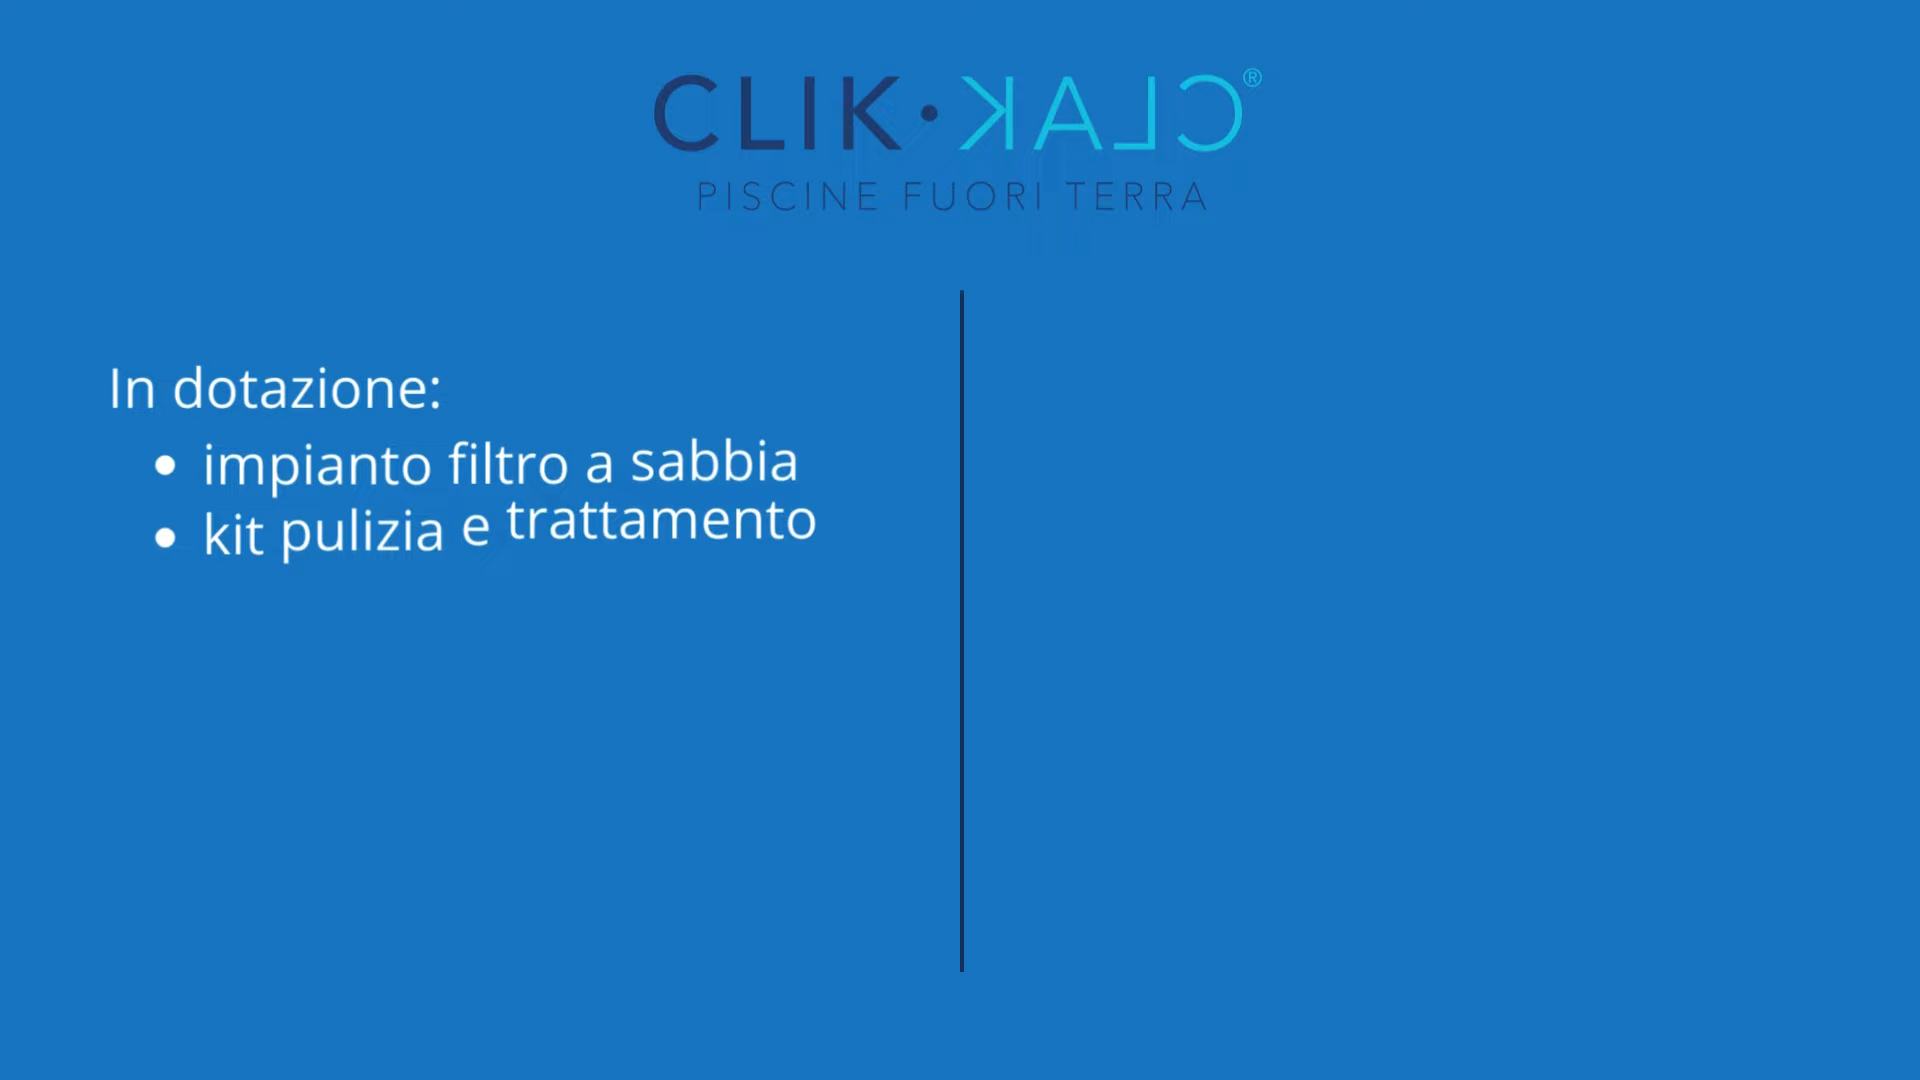 CLIK·CLAK®
PISCINE FUORI TERRA
In dotazione:
• impianto filtro a sabbia
• kit pulizia e trattamento